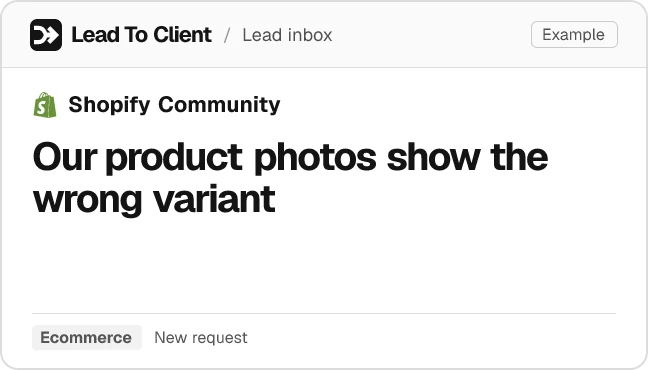 Lead To Client / Lead inbox Example
Shopify Community
Our product photos show the
wrong variant
Ecommerce New request